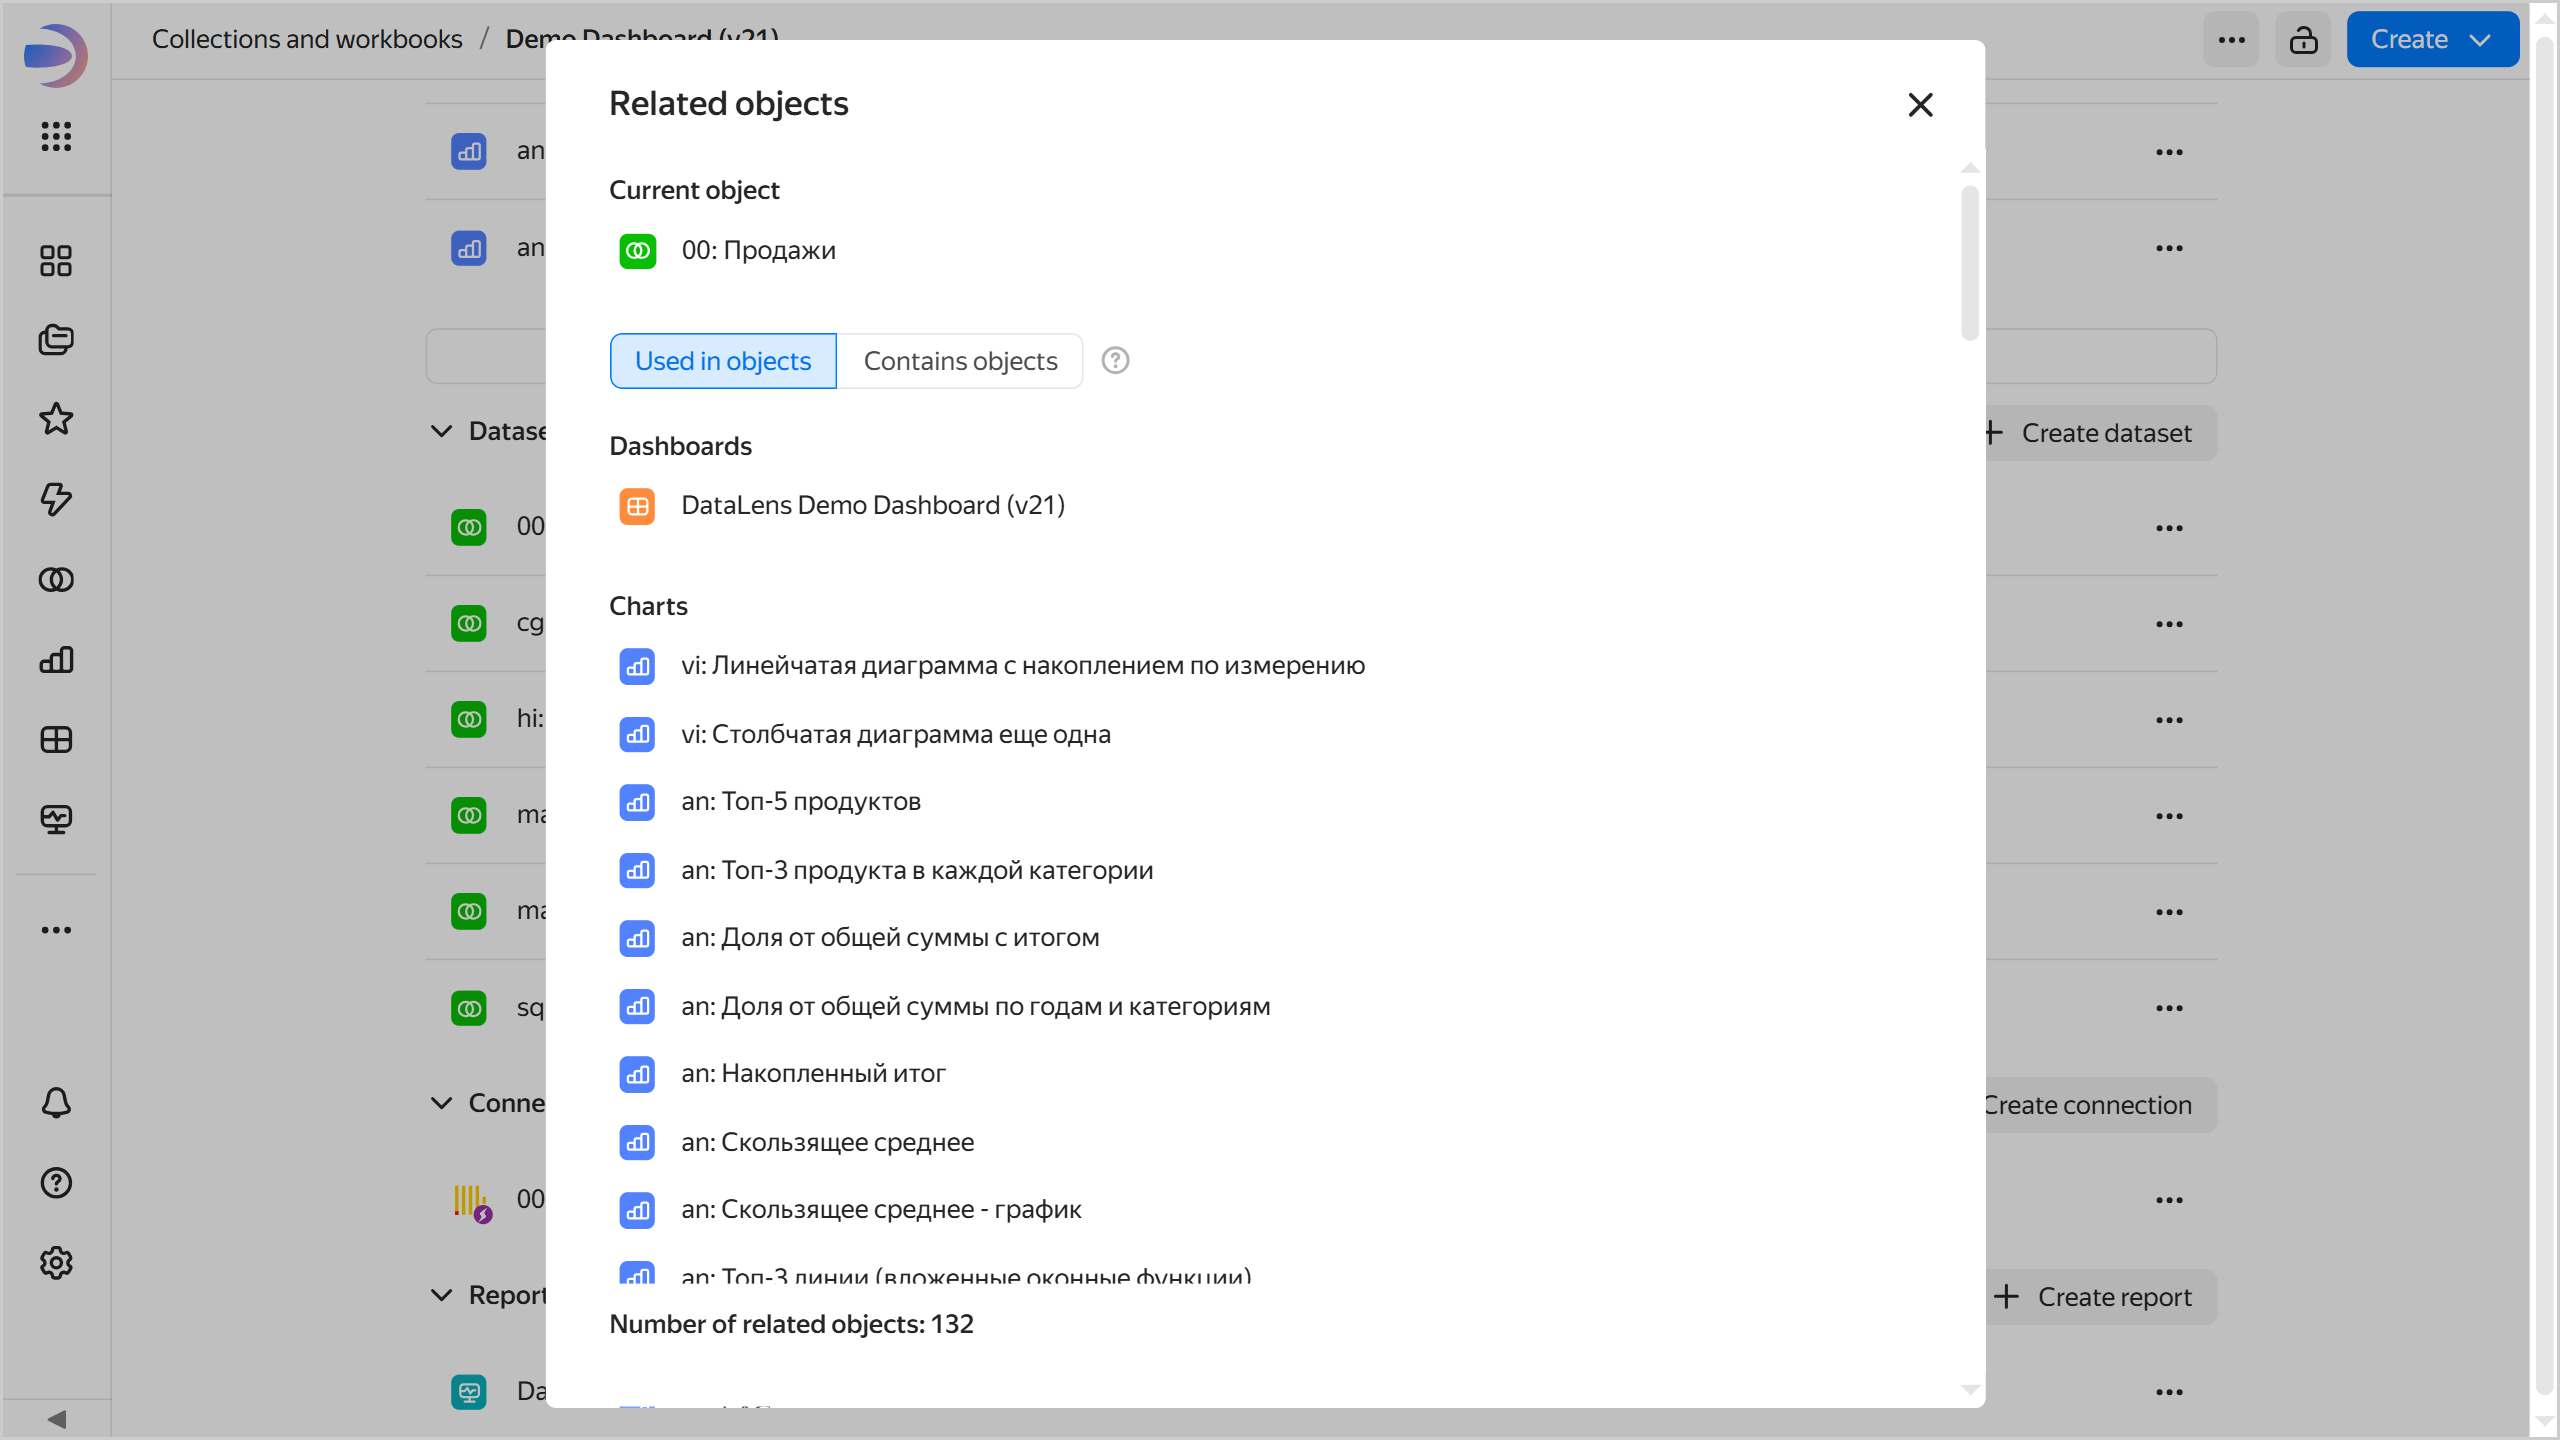 Collections and workbooks / Demo Dashboard (v21)
Create
Related objects
Current object
00: Продажи
Used in objects
Contains objects
Dashboards
DataLens Demo Dashboard (v21)
Charts
vi: Линейчатая диаграмма с накоплением по измерению
vi: Столбчатая диаграмма еще одна
an: Топ-5 продуктов
an: Топ-3 продукта в каждой категории
an: Доля от общей суммы с итогом
an: Доля от общей суммы по годам и категориям
an: Накопленный итог
an: Скользящее среднее
an: Скользящее среднее - график
an: Топ-3 линии (вложенные оконные функции)
Number of related objects: 132
an
an
Datase
Create dataset
00
cg
hi:
ma
ma
sq
Conne
Create connection
00
Report
Create report
Da